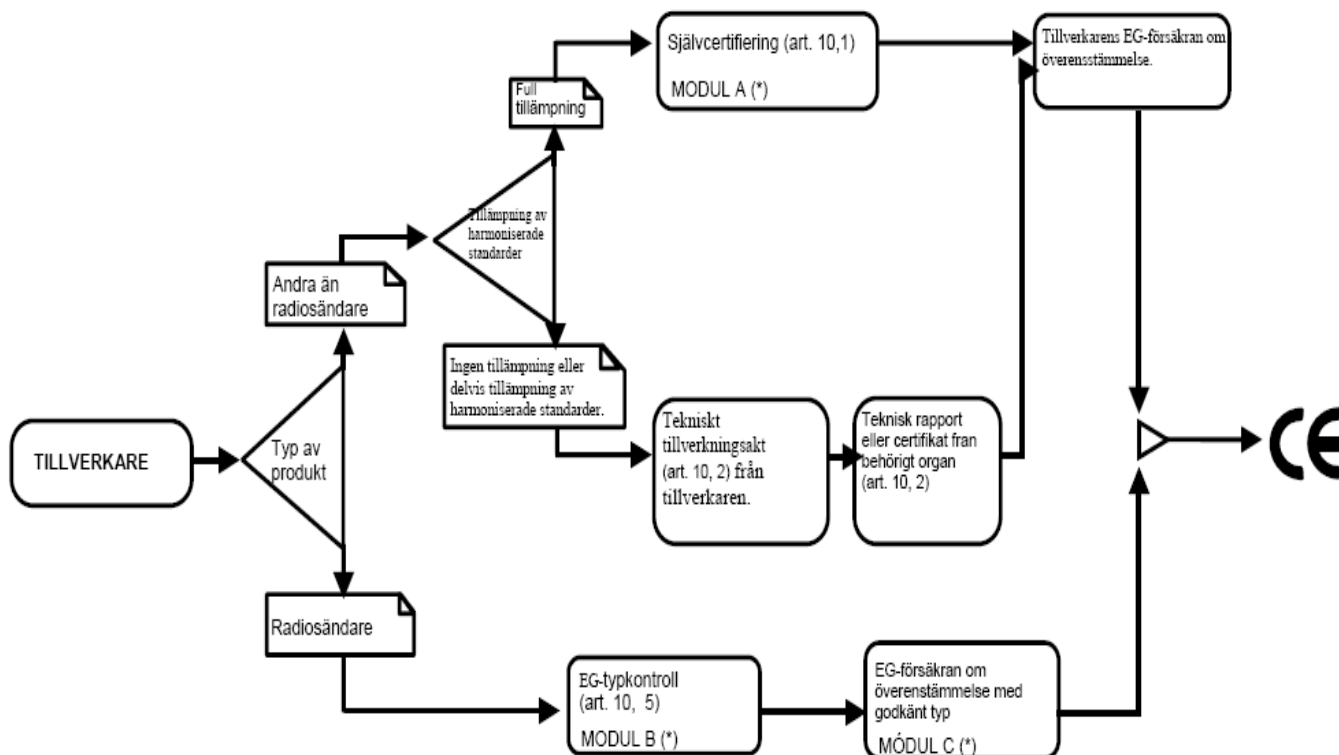 TILLVERKARE
Typ av
produkt
Andra än
radiosändare
Tillämpning av
harmoniserade
standarder
Full
tillämpning
Självcertifiering (art. 10,1)
MODUL A (*)
Tillverkarens EG-försäkran om
överensstämmelse.
Ingen tillämpning eller
delvis tillämpning av
harmoniserade standarder.
Tekniskt
tillverkningsakt
(art. 10, 2) från
tillverkaren.
Teknisk rapport
eller certifikat fran
behörigt organ
(art. 10, 2)
Radiosändare
EG-typkontroll
(art. 10, 5)
MODUL B (*)
EG-försäkran om
överenstämmelse med
godkänt typ
MÓDUL C (*)
CE